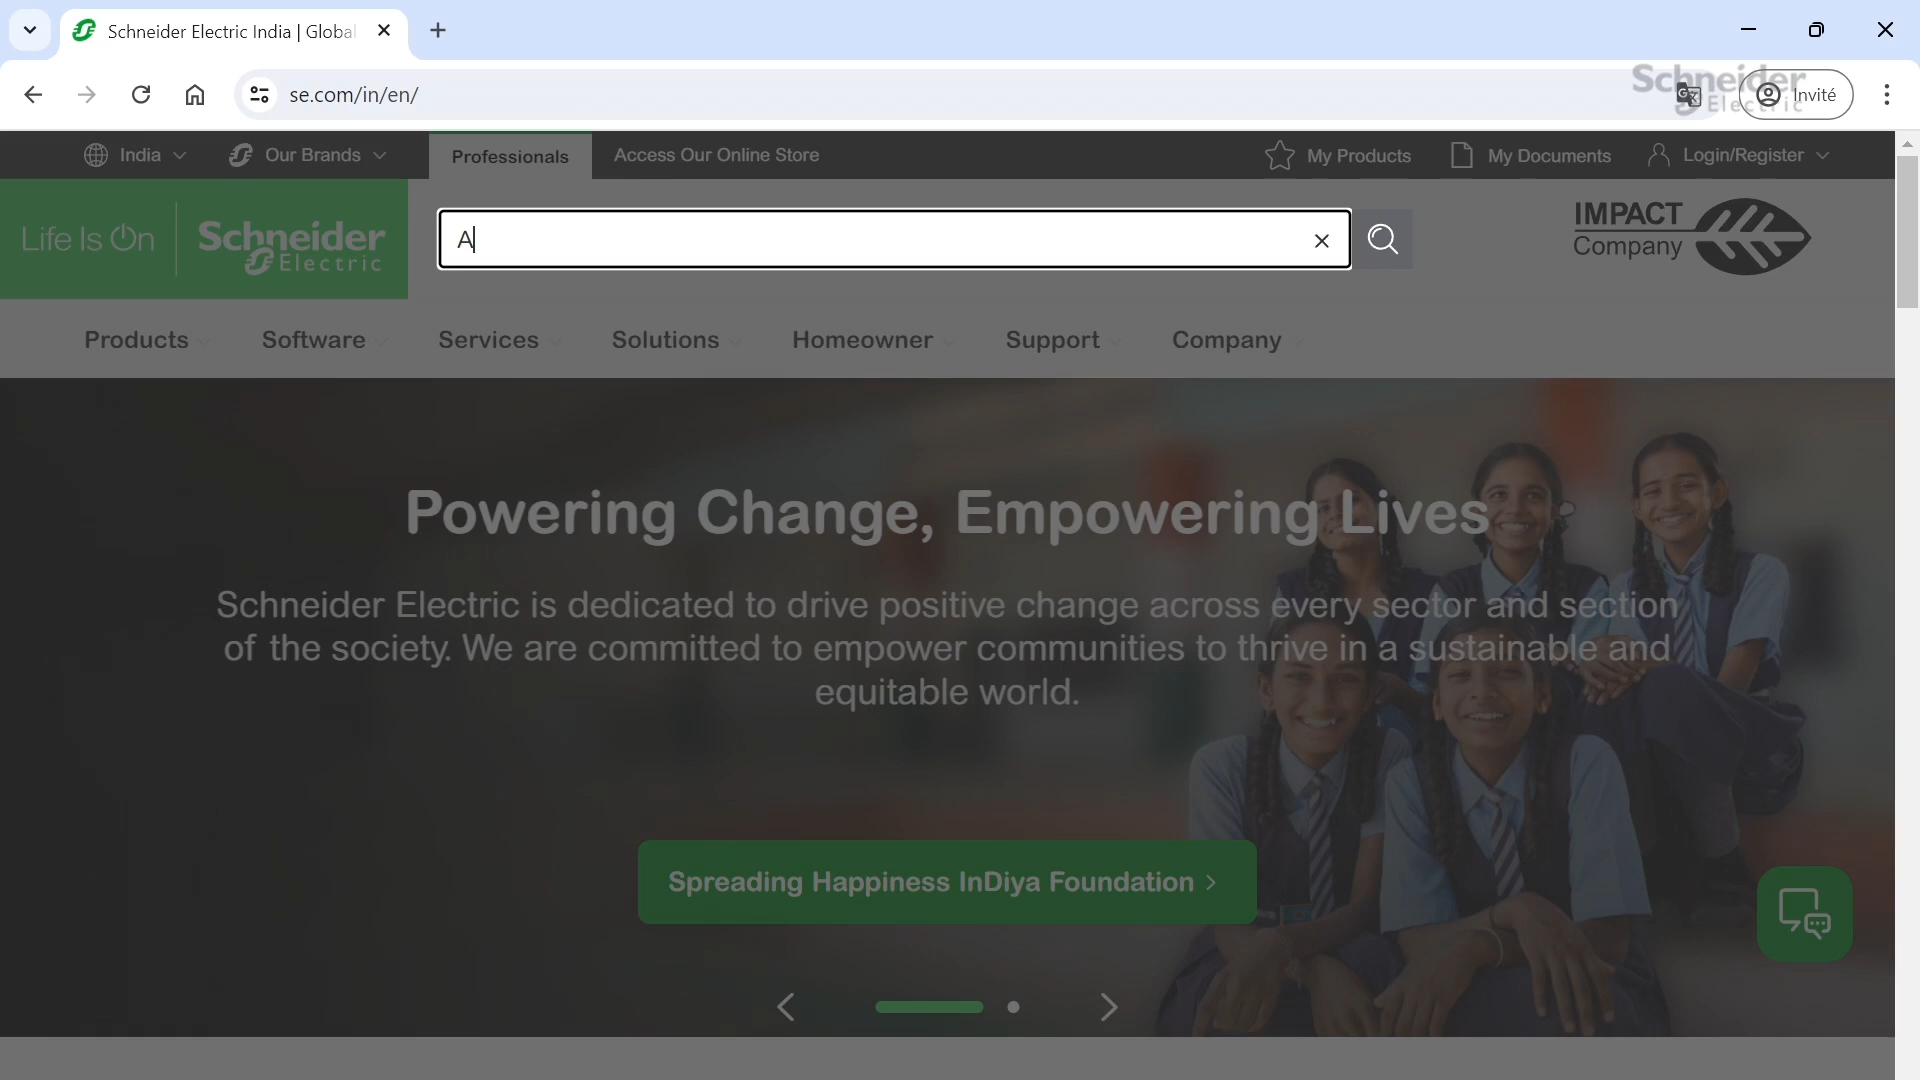 Schneider Electric India | Global
se.com/in/en/
Schneider
Electric
Invité
India
Our Brands
Professionals
Access Our Online Store
My Products
My Documents
Login/Register
Life Is On
Schneider
Electric
A
IMPACT
Company
Products
Software
Services
Solutions
Homeowner
Support
Company
Powering Change, Empowering Lives
Schneider Electric is dedicated to drive positive change across every sector and section
of the society. We are committed to empower communities to thrive in a sustainable and
equitable world.
Spreading Happiness InDiya Foundation >